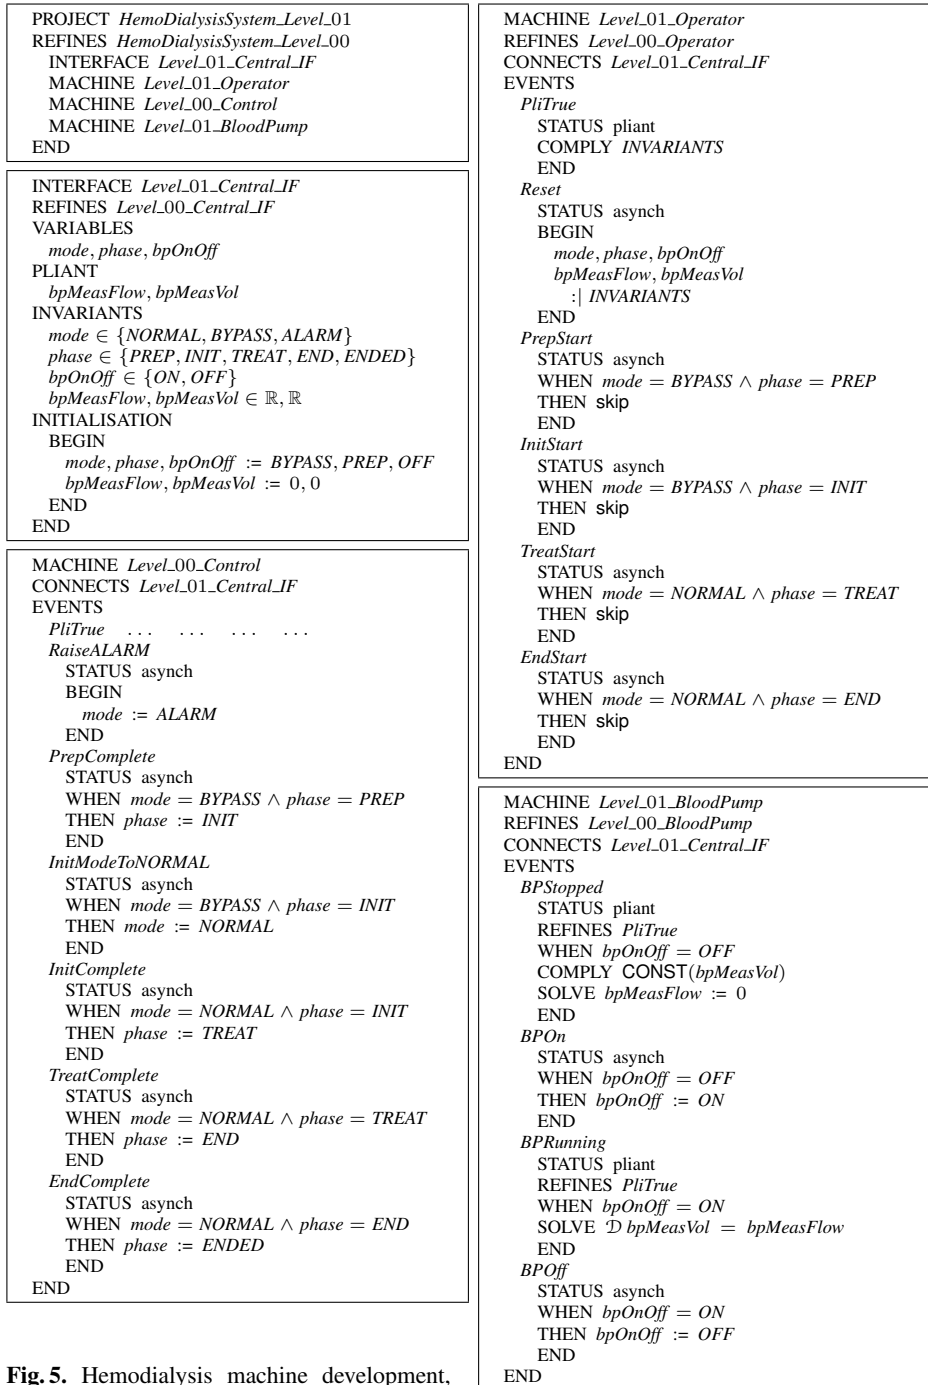 PROJECT HemoDialysisSystem_Level_01
REFINES HemoDialysisSystem_Level_00
INTERFACE Level_01_Central_IF
MACHINE Level_01_Operator
MACHINE Level_00_Control
MACHINE Level_01_BloodPump
END
INTERFACE Level_01_Central_IF
REFINES Level_00_Central_IF
VARIABLES
mode, phase, bpOnOff
PLIANT
bpMeasFlow, bpMeasVol
INVARIANTS
mode ∈ {NORMAL, BYPASS, ALARM}
phase ∈ {PREP, INIT, TREAT, END, ENDED}
bpOnOff ∈ {ON, OFF}
bpMeasFlow, bpMeasVol ∈ ℝ, ℝ
INITIALISATION
BEGIN
mode, phase, bpOnOff := BYPASS, PREP, OFF
bpMeasFlow, bpMeasVol := 0, 0
END
END
MACHINE Level_00_Control
CONNECTS Level_01_Central_IF
EVENTS
PliTrue ... ... ... ...
RaiseALARM
STATUS asynch
BEGIN
mode := ALARM
END
PrepComplete
STATUS asynch
WHEN mode = BYPASS ∧ phase = PREP
THEN phase := INIT
END
InitModeToNORMAL
STATUS asynch
WHEN mode = BYPASS ∧ phase = INIT
THEN mode := NORMAL
END
InitComplete
STATUS asynch
WHEN mode = NORMAL ∧ phase = INIT
THEN phase := TREAT
END
TreatComplete
STATUS asynch
WHEN mode = NORMAL ∧ phase = TREAT
THEN phase := END
END
EndComplete
STATUS asynch
WHEN mode = NORMAL ∧ phase = END
THEN phase := ENDED
END
END
Fig. 5. Hemodialysis machine development,
MACHINE Level_01_Operator
REFINES Level_00_Operator
CONNECTS Level_01_Central_IF
EVENTS
PliTrue
STATUS pliant
COMPLY INVARIANTS
END
Reset
STATUS asynch
BEGIN
mode, phase, bpOnOff
bpMeasFlow, bpMeasVol
:| INVARIANTS
END
PrepStart
STATUS asynch
WHEN mode = BYPASS ∧ phase = PREP
THEN skip
END
InitStart
STATUS asynch
WHEN mode = BYPASS ∧ phase = INIT
THEN skip
END
TreatStart
STATUS asynch
WHEN mode = NORMAL ∧ phase = TREAT
THEN skip
END
EndStart
STATUS asynch
WHEN mode = NORMAL ∧ phase = END
THEN skip
END
END
MACHINE Level_01_BloodPump
REFINES Level_00_BloodPump
CONNECTS Level_01_Central_IF
EVENTS
BPStopped
STATUS pliant
REFINES PliTrue
WHEN bpOnOff = OFF
COMPLY CONST(bpMeasVol)
SOLVE bpMeasFlow := 0
END
BPOn
STATUS asynch
WHEN bpOnOff = OFF
THEN bpOnOff := ON
END
BPRunning
STATUS pliant
REFINES PliTrue
WHEN bpOnOff = ON
SOLVE 𝒟 bpMeasVol = bpMeasFlow
END
BPOff
STATUS asynch
WHEN bpOnOff = ON
THEN bpOnOff := OFF
END
END